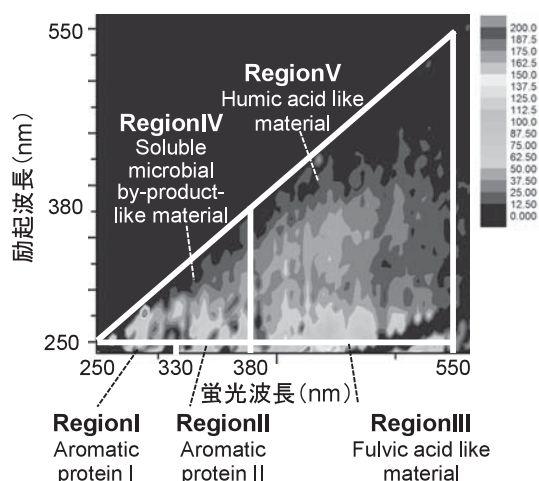 550
380
250
励起波長(nm)
RegionV
Humic acid like
material
RegionIV
Soluble
microbial
by-product-
like material
200.0
187.5
175.0
162.5
150.0
137.5
125.0
112.5
100.0
87.50
75.00
62.50
50.00
37.50
25.00
12.50
0.000
250
330
380
550
蛍光波長(nm)
RegionI
Aromatic
protein I
RegionII
Aromatic
protein II
RegionIII
Fulvic acid like
material